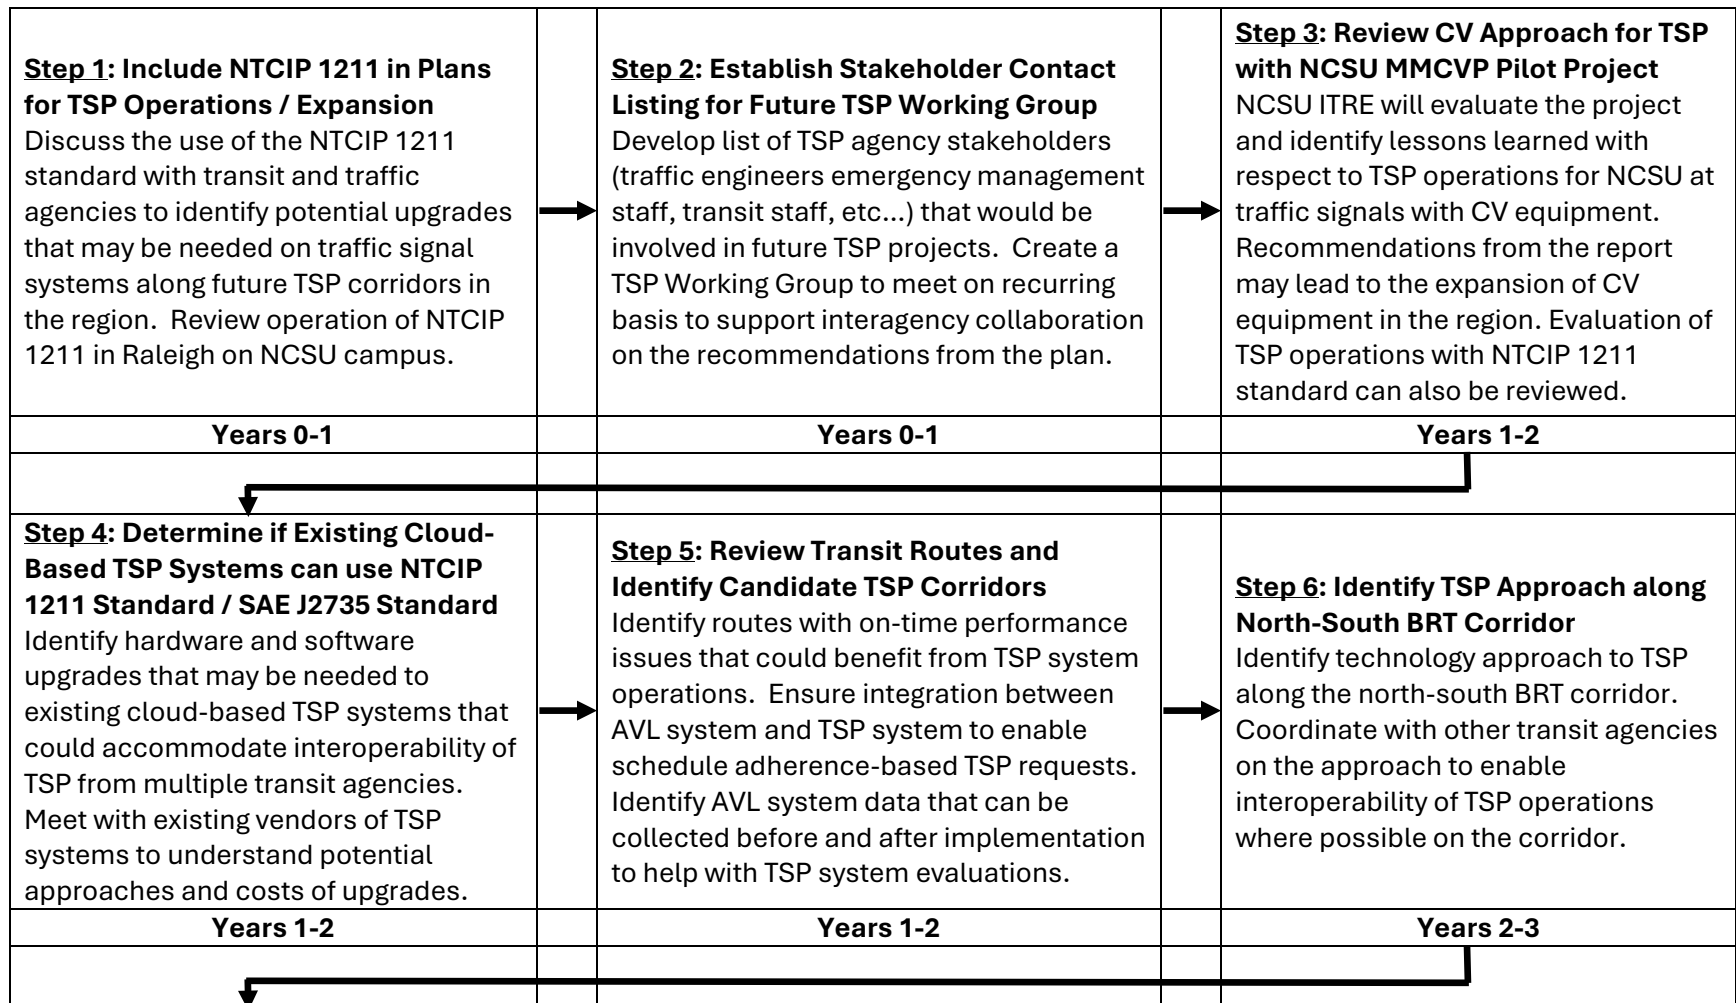 Step 1: Include NTCIP 1211 in Plans
for TSP Operations / Expansion
Discuss the use of the NTCIP 1211
standard with transit and traffic
agencies to identify potential upgrades
that may be needed on traffic signal
systems along future TSP corridors in
the region.  Review operation of NTCIP
1211 in Raleigh on NCSU campus.
Step 2: Establish Stakeholder Contact
Listing for Future TSP Working Group
Develop list of TSP agency stakeholders
(traffic engineers emergency management
staff, transit staff, etc...) that would be
involved in future TSP projects.  Create a
TSP Working Group to meet on recurring
basis to support interagency collaboration
on the recommendations from the plan.
Step 3: Review CV Approach for TSP
with NCSU MMCVP Pilot Project
NCSU ITRE will evaluate the project
and identify lessons learned with
respect to TSP operations for NCSU at
traffic signals with CV equipment.
Recommendations from the report
may lead to the expansion of CV
equipment in the region. Evaluation of
TSP operations with NTCIP 1211
standard can also be reviewed.
Years 0-1
Years 0-1
Years 1-2
Step 4: Determine if Existing Cloud-
Based TSP Systems can use NTCIP
1211 Standard / SAE J2735 Standard
Identify hardware and software
upgrades that may be needed to
existing cloud-based TSP systems that
could accommodate interoperability of
TSP from multiple transit agencies.
Meet with existing vendors of TSP
systems to understand potential
approaches and costs of upgrades.
Step 5: Review Transit Routes and
Identify Candidate TSP Corridors
Identify routes with on-time performance
issues that could benefit from TSP system
operations.  Ensure integration between
AVL system and TSP system to enable
schedule adherence-based TSP requests.
Identify AVL system data that can be
collected before and after implementation
to help with TSP system evaluations.
Step 6: Identify TSP Approach along
North-South BRT Corridor
Identify technology approach to TSP
along the north-south BRT corridor.
Coordinate with other transit agencies
on the approach to enable
interoperability of TSP operations
where possible on the corridor.
Years 1-2
Years 1-2
Years 2-3